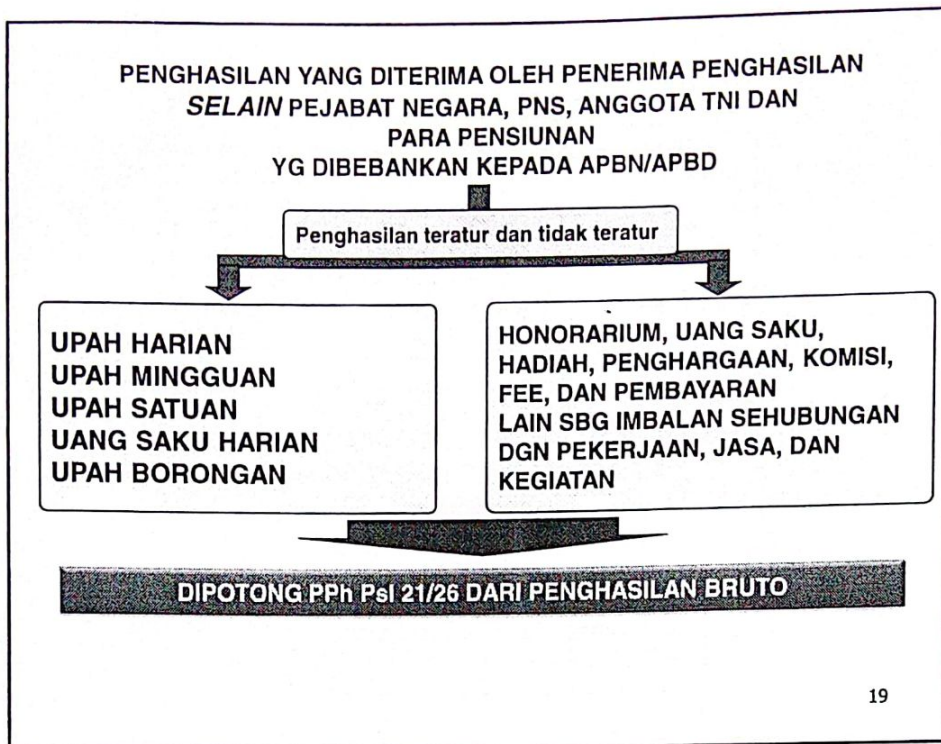 PENGHASILAN YANG DITERIMA OLEH PENERIMA PENGHASILAN
SELAIN PEJABAT NEGARA, PNS, ANGGOTA TNI DAN
PARA PENSIUNAN
YG DIBEBANKAN KEPADA APBN/APBD
Penghasilan teratur dan tidak teratur
UPAH HARIAN
UPAH MINGGUAN
UPAH SATUAN
UANG SAKU HARIAN
UPAH BORONGAN
HONORARIUM, UANG SAKU,
HADIAH, PENGHARGAAN, KOMISI,
FEE, DAN PEMBAYARAN
LAIN SBG IMBALAN SEHUBUNGAN
DGN PEKERJAAN, JASA, DAN
KEGIATAN
DIPOTONG PPh Psl 21/26 DARI PENGHASILAN BRUTO
19